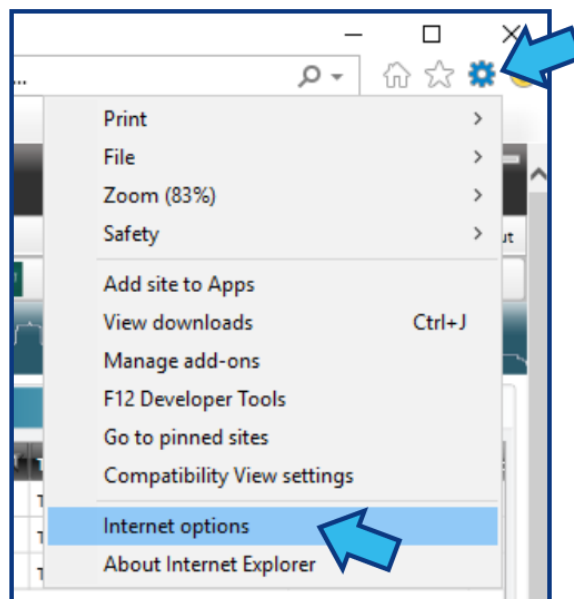 ...
Print
File
Zoom (83%)
Safety
Add site to Apps
View downloads Ctrl+J
Manage add-ons
F12 Developer Tools
Go to pinned sites
Compatibility View settings
Internet options
About Internet Explorer